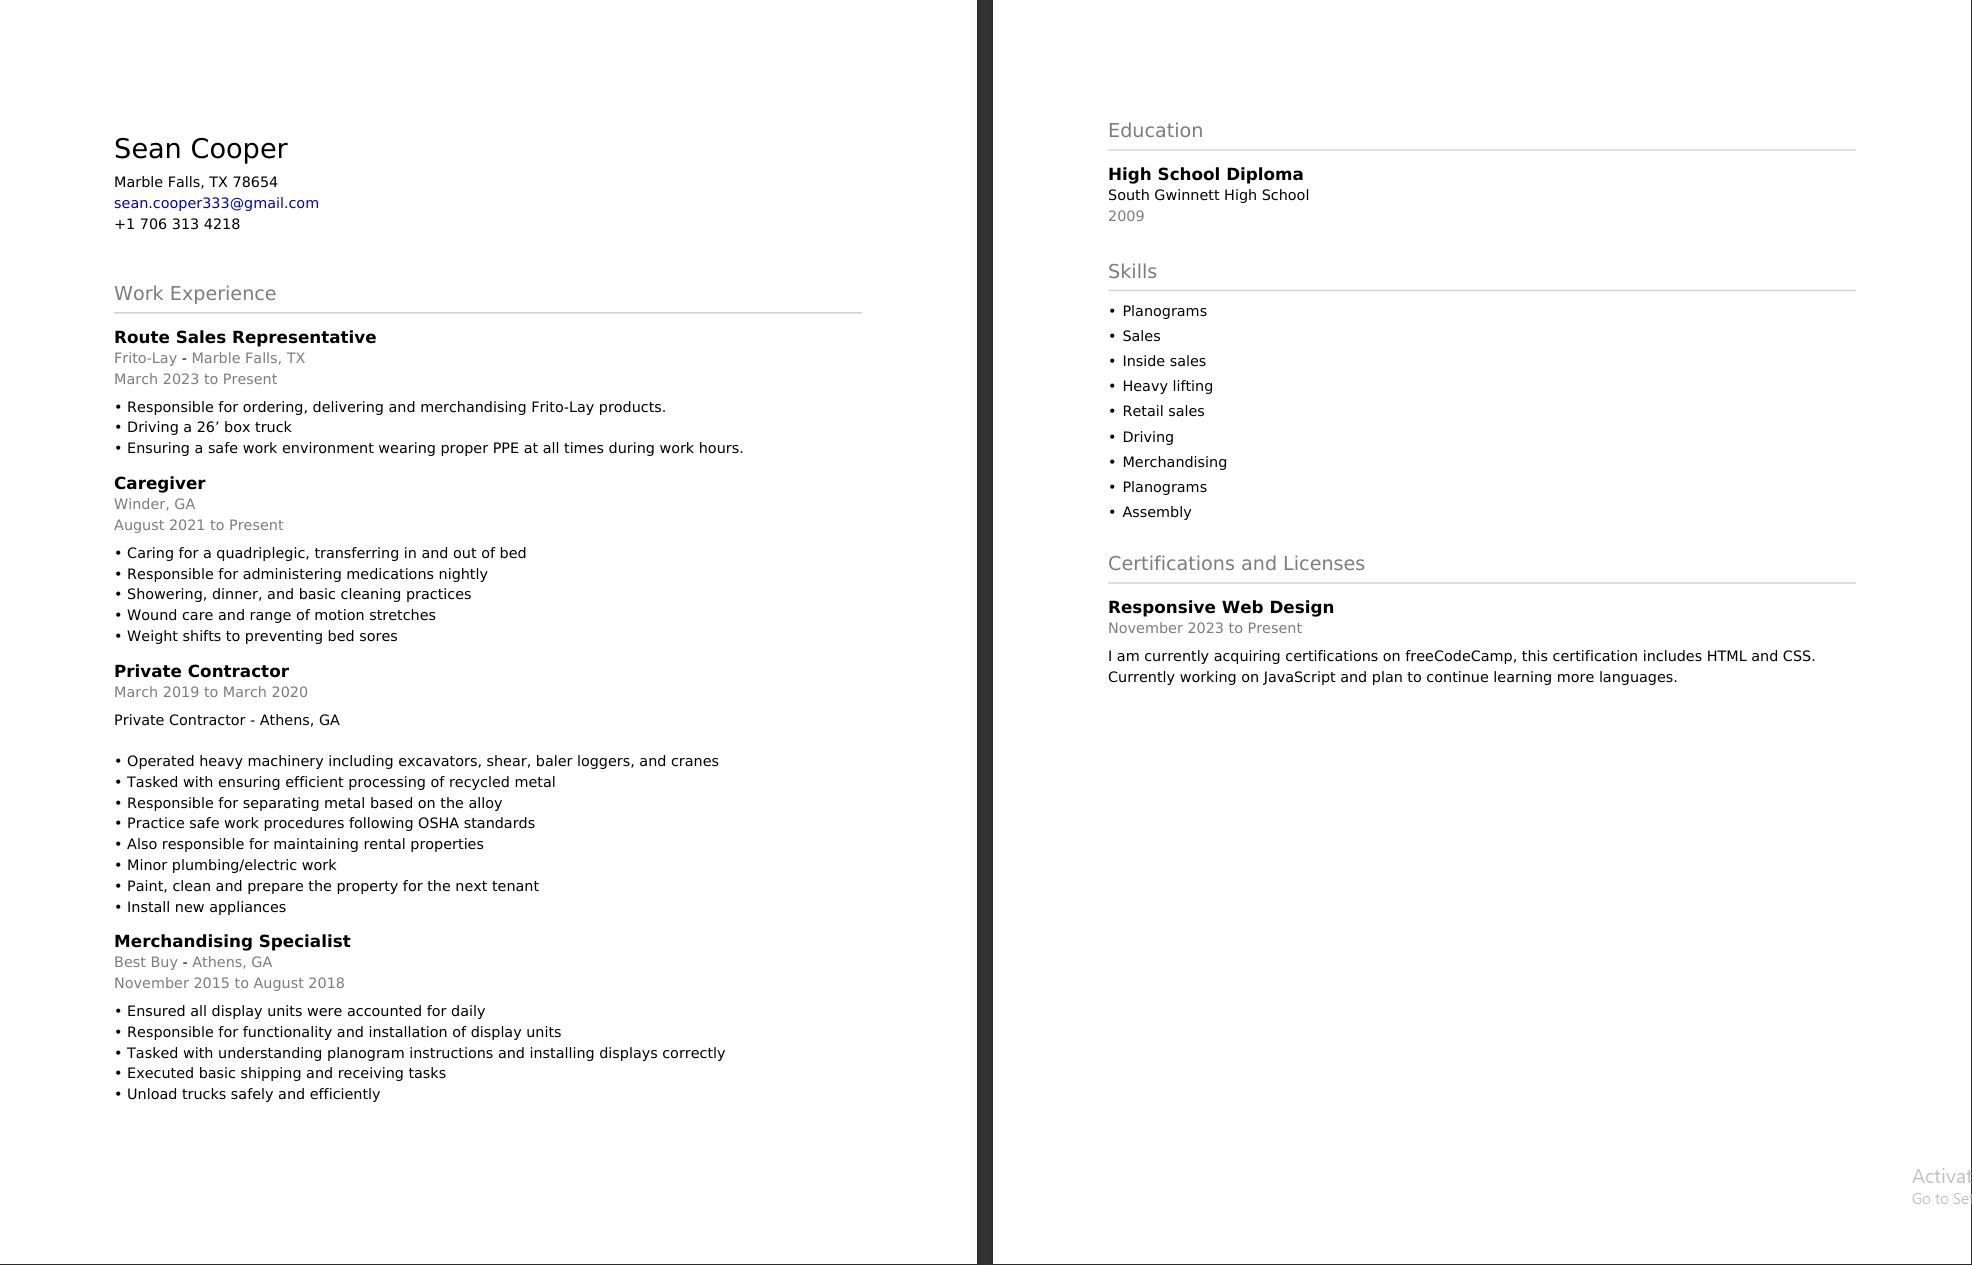 Sean Cooper
Marble Falls, TX 78654
sean.cooper333@gmail.com
+1 706 313 4218
Work Experience
Route Sales Representative
Frito-Lay - Marble Falls, TX
March 2023 to Present
• Responsible for ordering, delivering and merchandising Frito-Lay products.
• Driving a 26’ box truck
• Ensuring a safe work environment wearing proper PPE at all times during work hours.
Caregiver
Winder, GA
August 2021 to Present
• Caring for a quadriplegic, transferring in and out of bed
• Responsible for administering medications nightly
• Showering, dinner, and basic cleaning practices
• Wound care and range of motion stretches
• Weight shifts to preventing bed sores
Private Contractor
March 2019 to March 2020
Private Contractor - Athens, GA
• Operated heavy machinery including excavators, shear, baler loggers, and cranes
• Tasked with ensuring efficient processing of recycled metal
• Responsible for separating metal based on the alloy
• Practice safe work procedures following OSHA standards
• Also responsible for maintaining rental properties
• Minor plumbing/electric work
• Paint, clean and prepare the property for the next tenant
• Install new appliances
Merchandising Specialist
Best Buy - Athens, GA
November 2015 to August 2018
• Ensured all display units were accounted for daily
• Responsible for functionality and installation of display units
• Tasked with understanding planogram instructions and installing displays correctly
• Executed basic shipping and receiving tasks
• Unload trucks safely and efficiently
Education
High School Diploma
South Gwinnett High School
2009
Skills
• Planograms
• Sales
• Inside sales
• Heavy lifting
• Retail sales
• Driving
• Merchandising
• Planograms
• Assembly
Certifications and Licenses
Responsive Web Design
November 2023 to Present
I am currently acquiring certifications on freeCodeCamp, this certification includes HTML and CSS.
Currently working on JavaScript and plan to continue learning more languages.
Activat
Go to Se